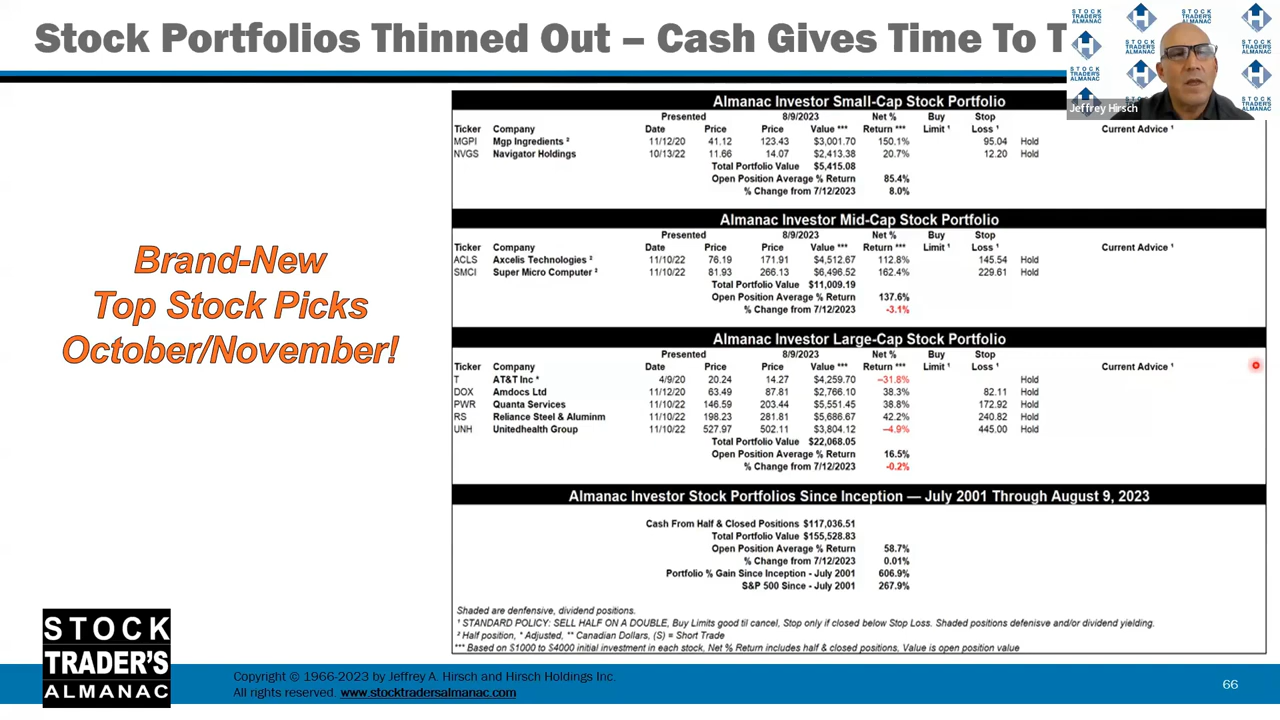 Stock Portfolios Thinned Out – Cash Gives Time To T
STOCK TRADER'S ALMANAC
Jeffrey Hirsch
Brand-New
Top Stock Picks
October/November!
Almanac Investor Small-Cap Stock Portfolio
Presented 8/9/2023 Net % Buy Stop
Ticker Company Date Price Price Value *** Return *** Limit ¹ Loss ¹ Current Advice ¹
MGPI Mgp Ingredients ² 11/12/20 41.12 123.43 $3,001.70 150.1% 95.04 Hold
NVGS Navigator Holdings 10/13/22 11.66 14.07 $2,413.38 20.7% 12.20 Hold
Total Portfolio Value $5,415.08
Open Position Average % Return 85.4%
% Change from 7/12/2023 8.0%
Almanac Investor Mid-Cap Stock Portfolio
Presented 8/9/2023 Net % Buy Stop
Ticker Company Date Price Price Value *** Return *** Limit ¹ Loss ¹ Current Advice ¹
ACLS Axcelis Technologies ² 11/10/22 76.19 171.91 $4,512.67 112.8% 145.54 Hold
SMCI Super Micro Computer ² 11/10/22 81.93 266.13 $6,496.52 162.4% 229.61 Hold
Total Portfolio Value $11,009.19
Open Position Average % Return 137.6%
% Change from 7/12/2023 -3.1%
Almanac Investor Large-Cap Stock Portfolio
Presented 8/9/2023 Net % Buy Stop
Ticker Company Date Price Price Value *** Return *** Limit ¹ Loss ¹ Current Advice ¹
T AT&T Inc * 4/9/20 20.24 14.27 $4,259.70 –31.8% Hold
DOX Amdocs Ltd 11/12/20 63.49 87.81 $2,766.10 38.3% 82.11 Hold
PWR Quanta Services 11/10/22 146.59 203.44 $5,551.45 38.8% 172.92 Hold
RS Reliance Steel & Aluminm 11/10/22 198.23 281.81 $5,686.67 42.2% 240.82 Hold
UNH Unitedhealth Group 11/10/22 527.97 502.11 $3,804.12 –4.9% 445.00 Hold
Total Portfolio Value $22,068.05
Open Position Average % Return 16.5%
% Change from 7/12/2023 -0.2%
Almanac Investor Stock Portfolios Since Inception — July 2001 Through August 9, 2023
Cash From Half & Closed Positions $117,036.51
Total Portfolio Value $155,528.83
Open Position Average % Return 58.7%
% Change from 7/12/2023 0.01%
Portfolio % Gain Since Inception - July 2001 606.9%
S&P 500 Since - July 2001 267.9%
Shaded are denfensive, dividend positions.
¹ STANDARD POLICY: SELL HALF ON A DOUBLE, Buy Limits good til cancel, Stop only if closed below Stop Loss. Shaded positions defenisive and/or dividend yielding.
² Half position, * Adjusted, ** Canadian Dollars, (S) = Short Trade
*** Based on $1000 to $4000 initial investment in each stock, Net % Return includes half & closed positions, Value is open position value
STOCK
TRADER'S
ALMANAC
Copyright © 1966-2023 by Jeffrey A. Hirsch and Hirsch Holdings Inc.
All rights reserved. www.stocktradersalmanac.com
66